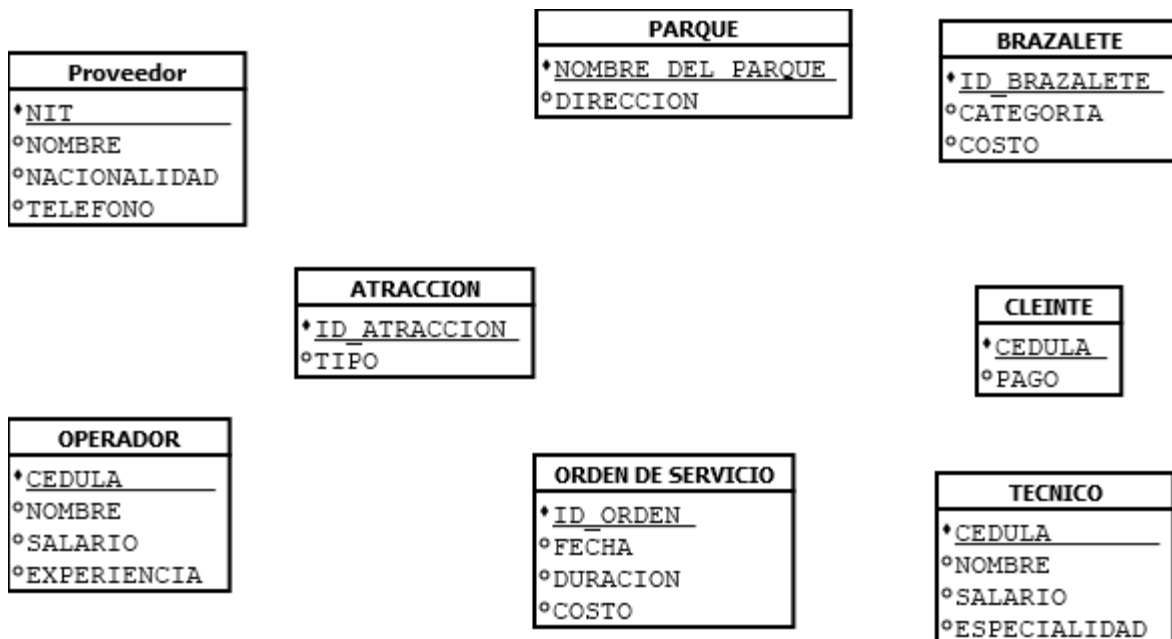 Proveedor
NIT
NOMBRE
NACIONALIDAD
TELEFONO
PARQUE
NOMBRE DEL PARQUE
DIRECCION
BRAZALETE
ID_BRAZALETE
CATEGORIA
COSTO
ATRACCION
ID_ATRACCION
TIPO
CLEINTE
CEDULA
PAGO
OPERADOR
CEDULA
NOMBRE
SALARIO
EXPERIENCIA
ORDEN DE SERVICIO
ID_ORDEN
FECHA
DURACION
COSTO
TECNICO
CEDULA
NOMBRE
SALARIO
ESPECIALIDAD